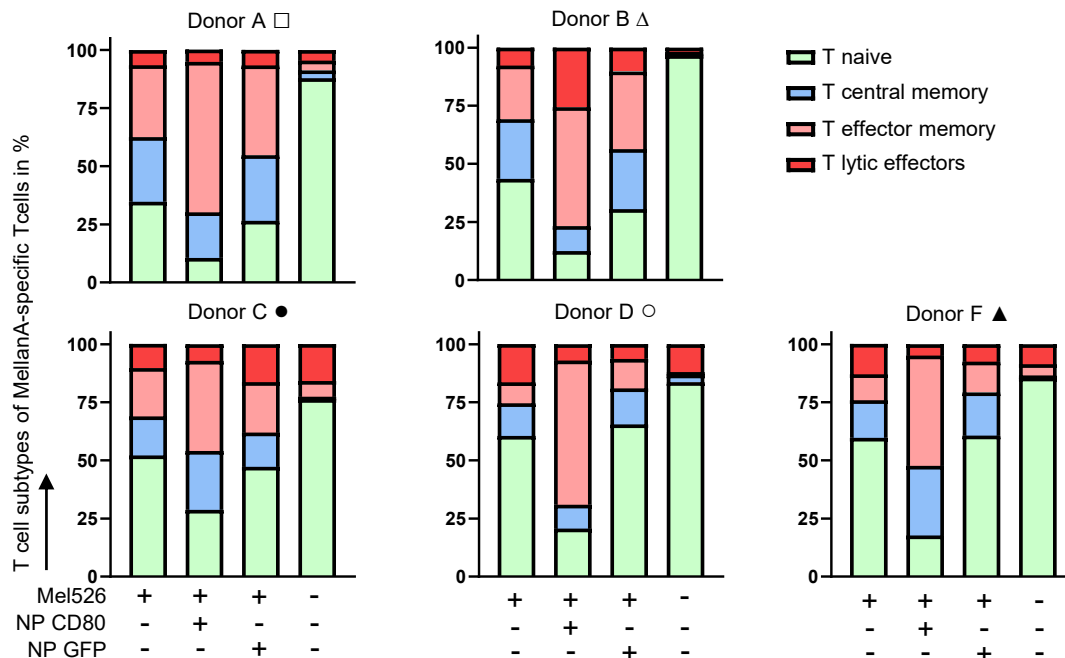 Donor A □
Donor B Δ
100
75
50
25
0
100
75
50
25
0
T naive
T central memory
T effector memory
T lytic effectors
T cell subtypes of MellanA-specific Tcells in %
Donor C ●
Donor D ○
Donor F ▲
100
75
50
25
0
100
75
50
25
0
100
75
50
25
0
Mel526 + + + - + + + - + + + -
NP CD80 - + - - - + - - - + - -
NP GFP - - + - - - + - - - + -